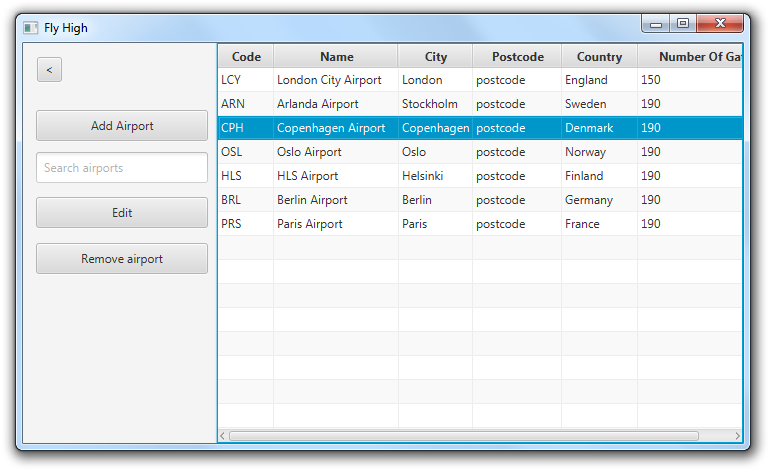 Fly High
<
Add Airport
Search airports
Edit
Remove airport
Code Name City Postcode Country Number Of Gat
LCY London City Airport London postcode England 150
ARN Arlanda Airport Stockholm postcode Sweden 190
CPH Copenhagen Airport Copenhagen postcode Denmark 190
OSL Oslo Airport Oslo postcode Norway 190
HLS HLS Airport Helsinki postcode Finland 190
BRL Berlin Airport Berlin postcode Germany 190
PRS Paris Airport Paris postcode France 190